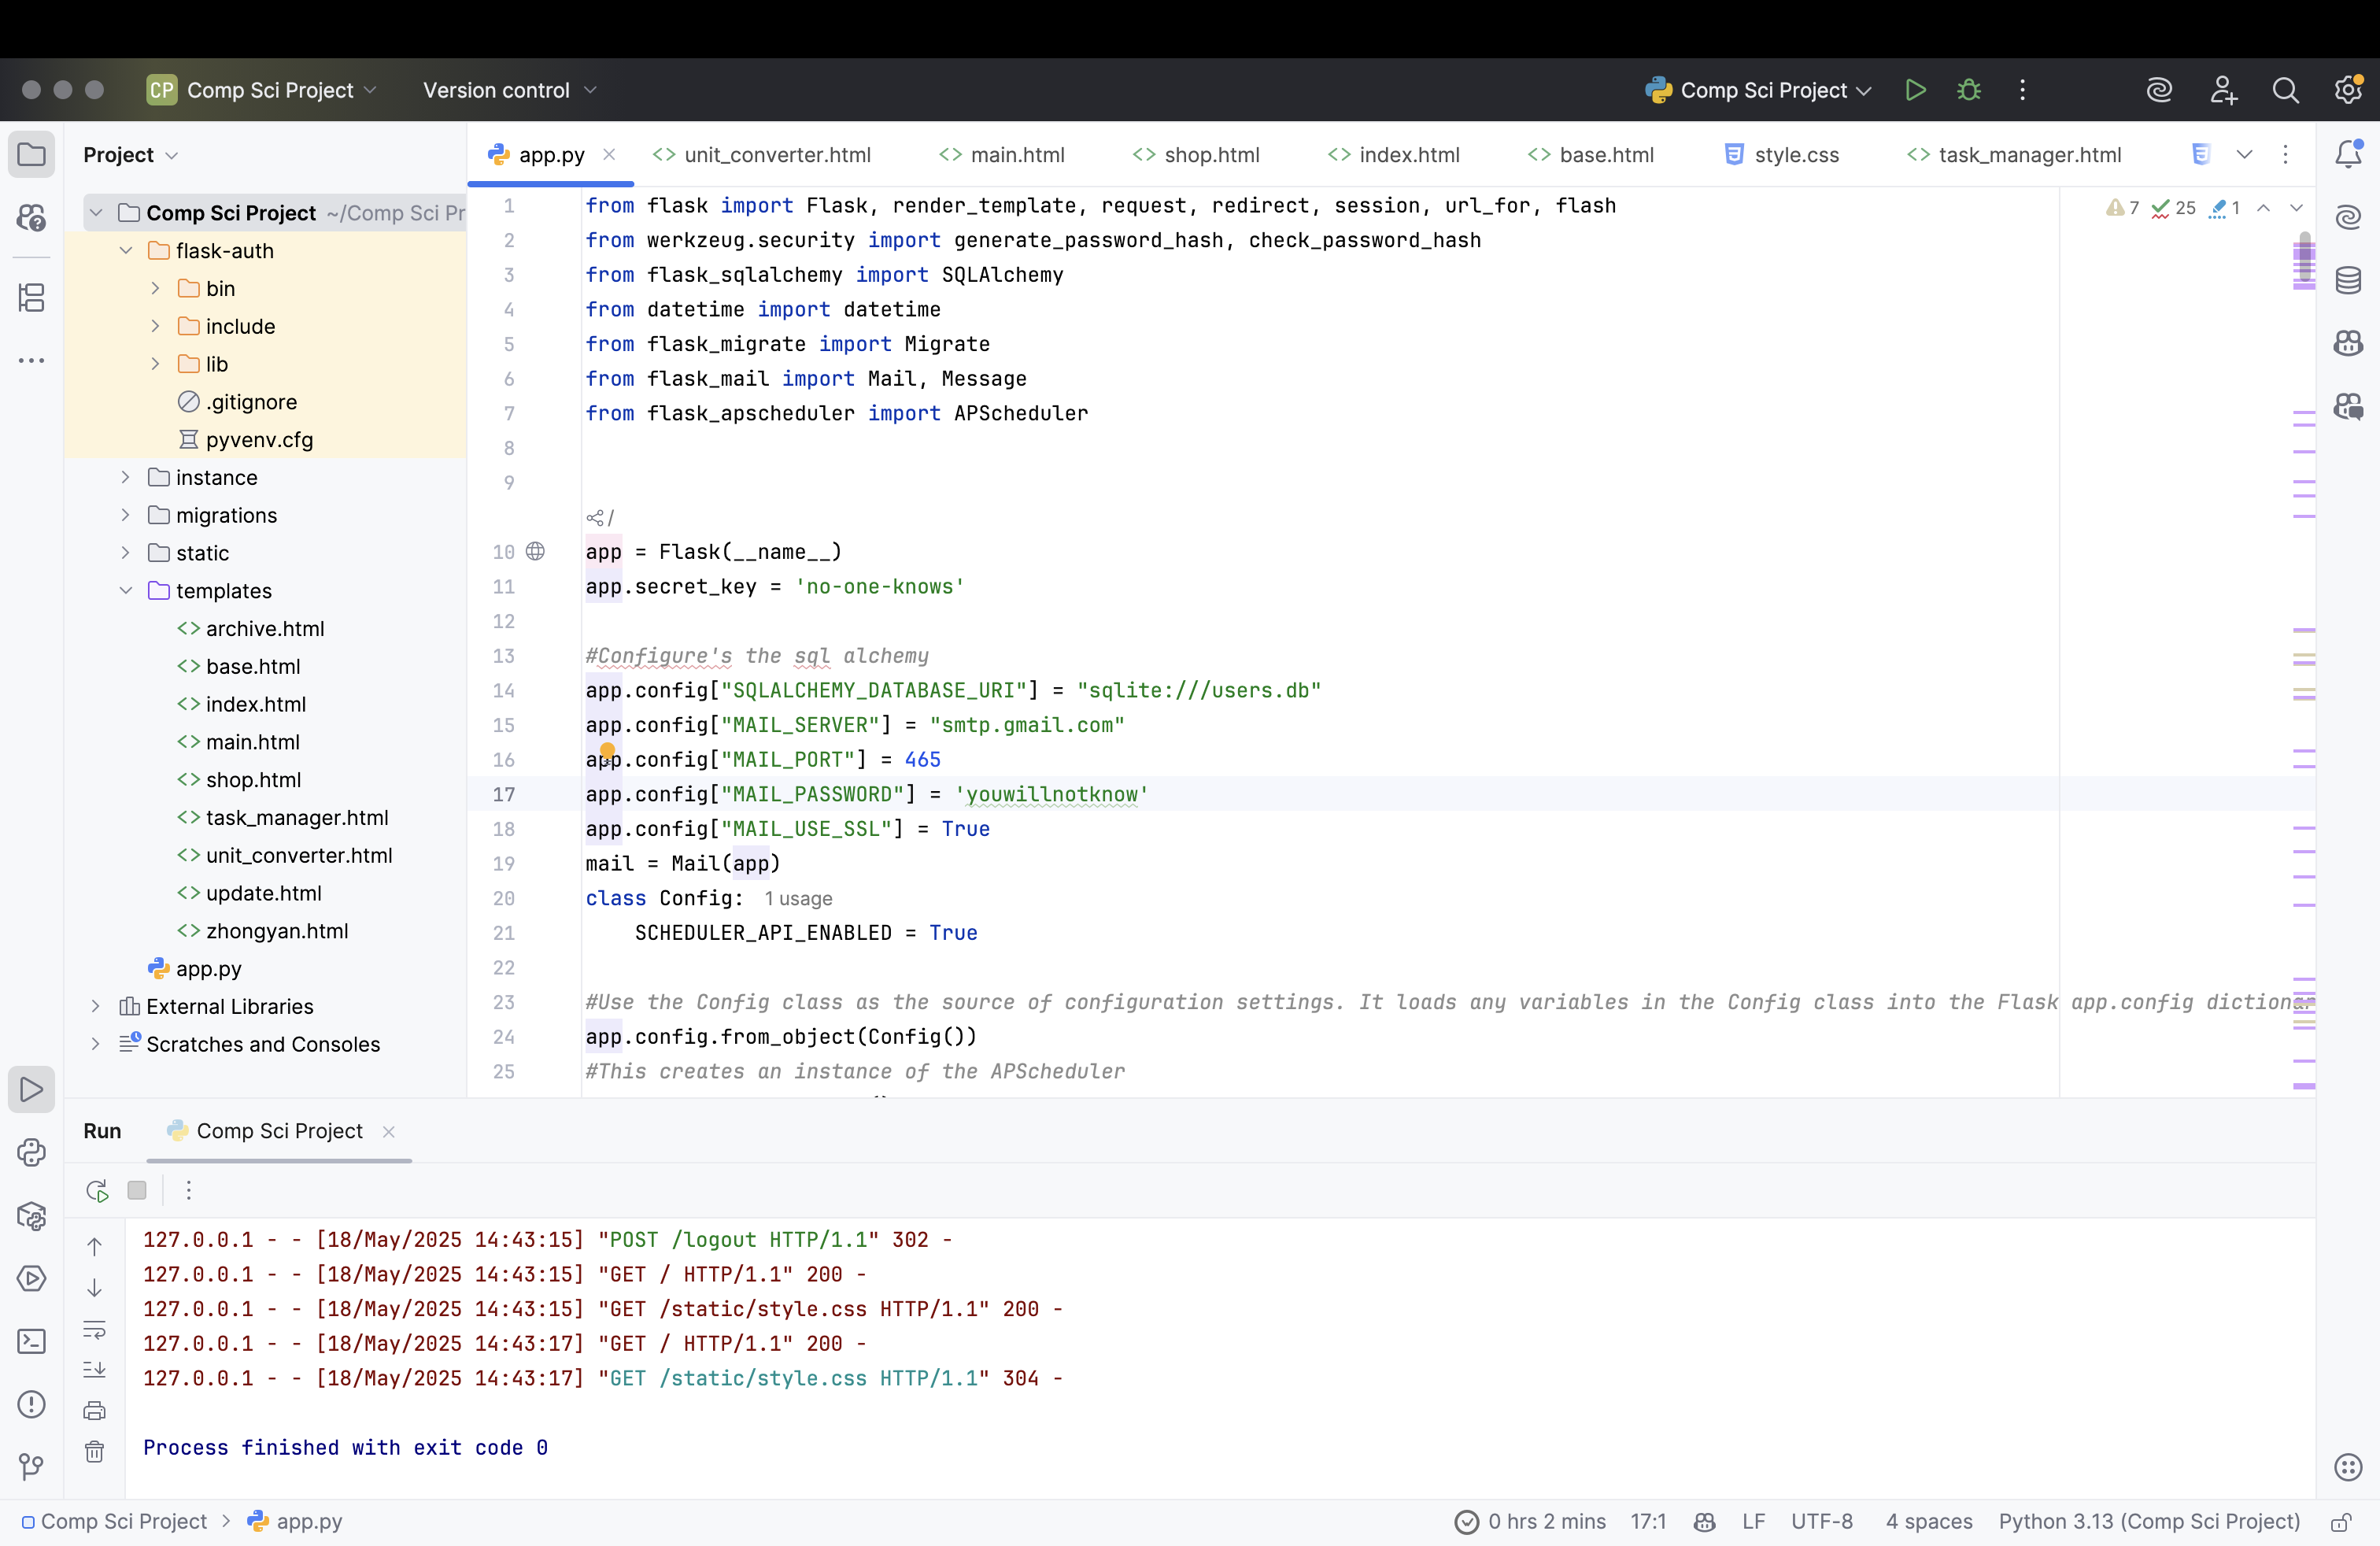 CP Comp Sci Project Version control Comp Sci Project
Project
app.py unit_converter.html main.html shop.html index.html base.html style.css task_manager.html
Comp Sci Project ~/Comp Sci Pr
flask-auth
bin
include
lib
.gitignore
pyvenv.cfg
instance
migrations
static
templates
archive.html
base.html
index.html
main.html
shop.html
task_manager.html
unit_converter.html
update.html
zhongyan.html
app.py
External Libraries
Scratches and Consoles
7 25 1
1 from flask import Flask, render_template, request, redirect, session, url_for, flash
2 from werkzeug.security import generate_password_hash, check_password_hash
3 from flask_sqlalchemy import SQLAlchemy
4 from datetime import datetime
5 from flask_migrate import Migrate
6 from flask_mail import Mail, Message
7 from flask_apscheduler import APScheduler
8
9
/
10 app = Flask(__name__)
11 app.secret_key = 'no-one-knows'
12
13 #Configure's the sql alchemy
14 app.config["SQLALCHEMY_DATABASE_URI"] = "sqlite:///users.db"
15 app.config["MAIL_SERVER"] = "smtp.gmail.com"
16 app.config["MAIL_PORT"] = 465
17 app.config["MAIL_PASSWORD"] = 'youwillnotknow'
18 app.config["MAIL_USE_SSL"] = True
19 mail = Mail(app)
20 class Config: 1 usage
21 SCHEDULER_API_ENABLED = True
22
23 #Use the Config class as the source of configuration settings. It loads any variables in the Config class into the Flask app.config
24 app.config.from_object(Config())
25 #This creates an instance of the APScheduler
Run Comp Sci Project
127.0.0.1 - - [18/May/2025 14:43:15] "POST /logout HTTP/1.1" 302 -
127.0.0.1 - - [18/May/2025 14:43:15] "GET / HTTP/1.1" 200 -
127.0.0.1 - - [18/May/2025 14:43:15] "GET /static/style.css HTTP/1.1" 200 -
127.0.0.1 - - [18/May/2025 14:43:17] "GET / HTTP/1.1" 200 -
127.0.0.1 - - [18/May/2025 14:43:17] "GET /static/style.css HTTP/1.1" 304 -
Process finished with exit code 0
Comp Sci Project > app.py 0 hrs 2 mins 17:1 LF UTF-8 4 spaces Python 3.13 (Comp Sci Project)